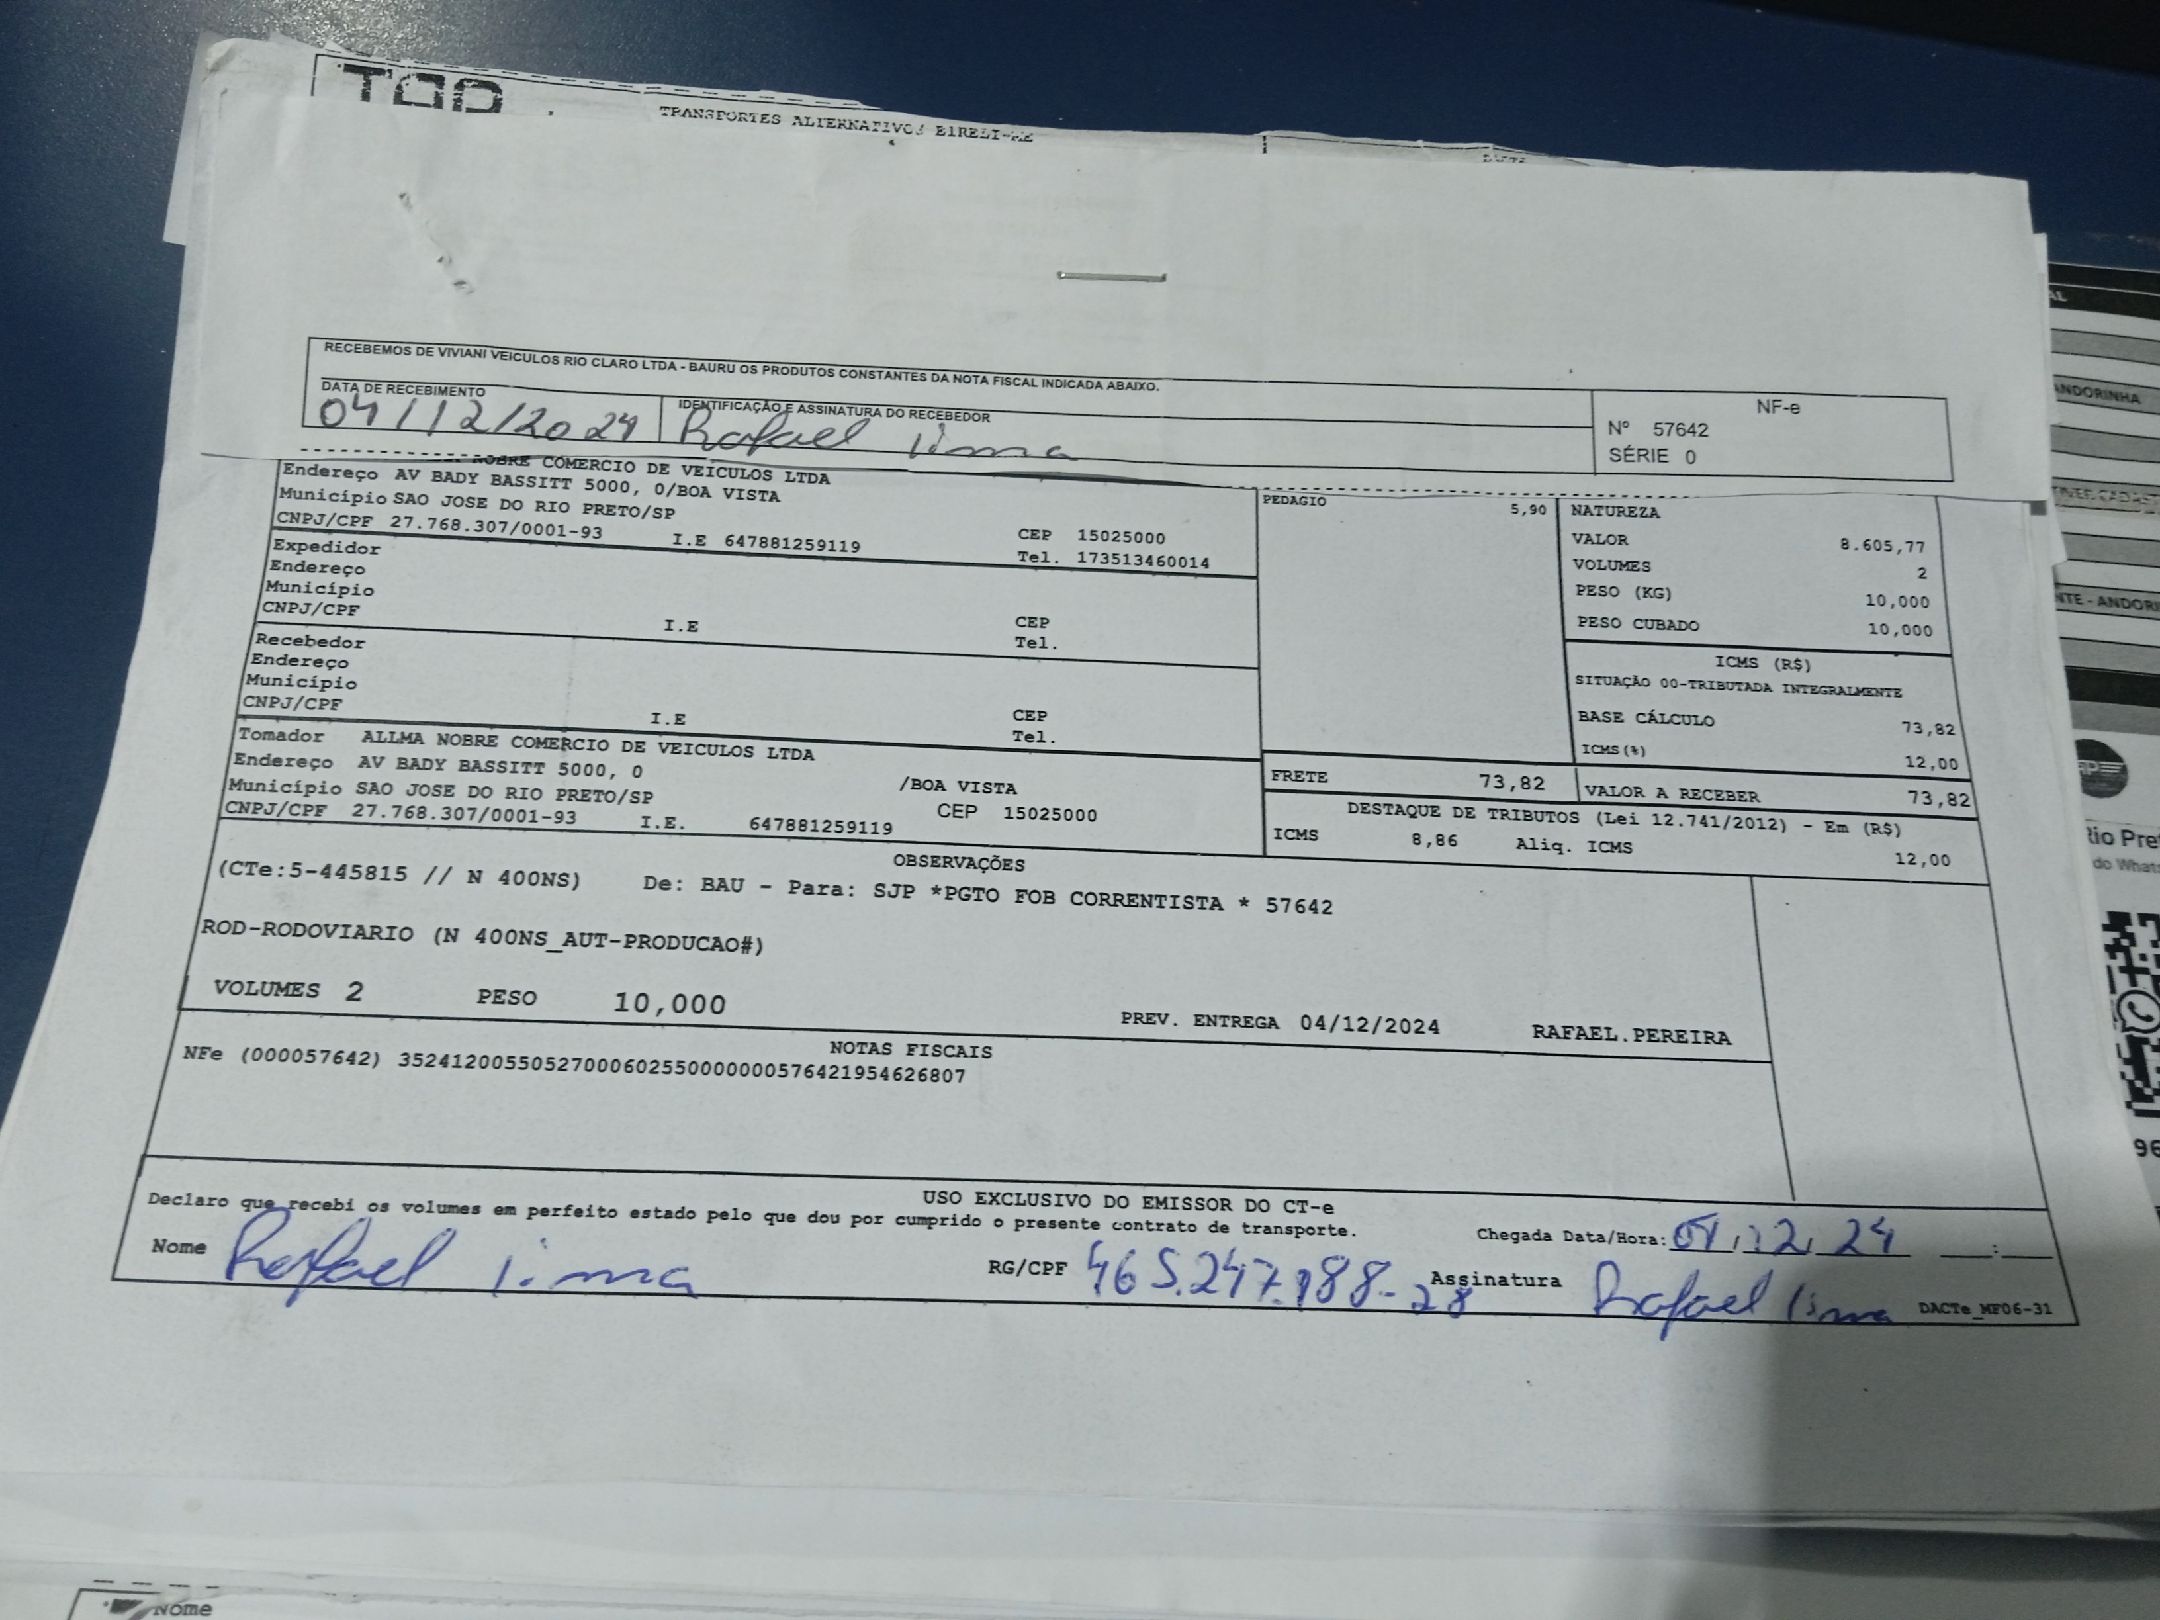 TRANSPORTES ALTERNATIVOS EIRELI-ME
RECEBEMOS DE VIVIANI VEICULOS RIO CLARO LTDA - BAURU OS PRODUTOS CONSTANTES DA NOTA FISCAL INDICADA ABAIXO.
DATA DE RECEBIMENTO
04/12/2024
IDENTIFICAÇÃO E ASSINATURA DO RECEBEDOR
Rafael lima
NF-e
Nº 57642
SÉRIE 0
NOBRE COMERCIO DE VEICULOS LTDA
Endereço AV BADY BASSITT 5000, 0/BOA VISTA
Município SAO JOSE DO RIO PRETO/SP
CNPJ/CPF 27.768.307/0001-93 I.E 647881259119
CEP 15025000
Tel. 173513460014
Expedidor
Endereço
Município
CNPJ/CPF I.E
CEP
Tel.
Recebedor
Endereço
Município
CNPJ/CPF I.E
CEP
Tel.
Tomador ALLMA NOBRE COMERCIO DE VEICULOS LTDA
Endereço AV BADY BASSITT 5000, 0 /BOA VISTA
Município SAO JOSE DO RIO PRETO/SP CEP 15025000
CNPJ/CPF 27.768.307/0001-93 I.E. 647881259119
PEDAGIO 5,90
NATUREZA
VALOR 8.605,77
VOLUMES 2
PESO (KG) 10,000
PESO CUBADO 10,000
ICMS (R$)
SITUAÇÃO 00-TRIBUTADA INTEGRALMENTE
BASE CÁLCULO 73,82
ICMS(%) 12,00
FRETE 73,82
VALOR A RECEBER 73,82
DESTAQUE DE TRIBUTOS (Lei 12.741/2012) - Em (R$)
ICMS 8,86 Aliq. ICMS 12,00
OBSERVAÇÕES
(CTe:5-445815 // N 400NS) De: BAU - Para: SJP *PGTO FOB CORRENTISTA * 57642
ROD-RODOVIARIO (N 400NS_AUT-PRODUCAO#)
VOLUMES 2 PESO 10,000
PREV. ENTREGA 04/12/2024 RAFAEL.PEREIRA
NOTAS FISCAIS
NFe (000057642) 35241200550527000602550000000576421954626807
USO EXCLUSIVO DO EMISSOR DO CT-e
Declaro que recebi os volumes em perfeito estado pelo que dou por cumprido o presente contrato de transporte.
Chegada Data/Hora: 04,12,24 :
Nome Rafael lima
RG/CPF 465.247.188-28
Assinatura Rafael lima
DACTe_MF06-31
Nome
ANDORINHA